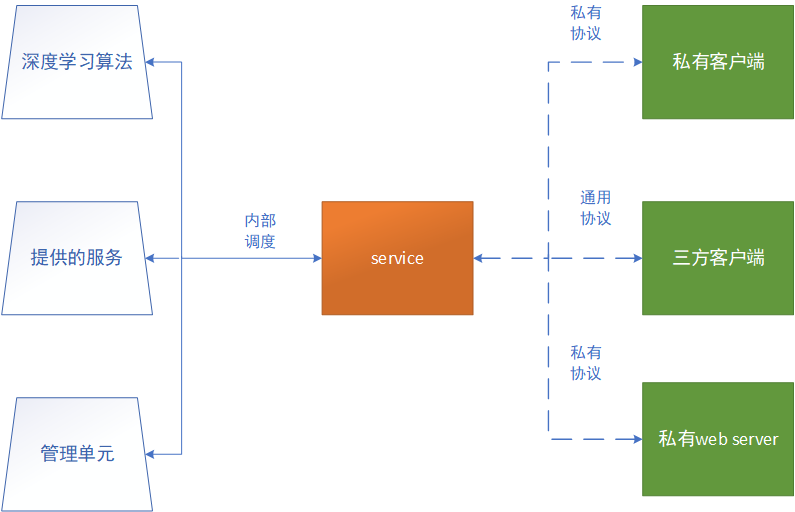 私有
协议
深度学习算法
私有客户端
通用
协议
内部
调度
提供的服务
service
三方客户端
私有
协议
管理单元
私有web server